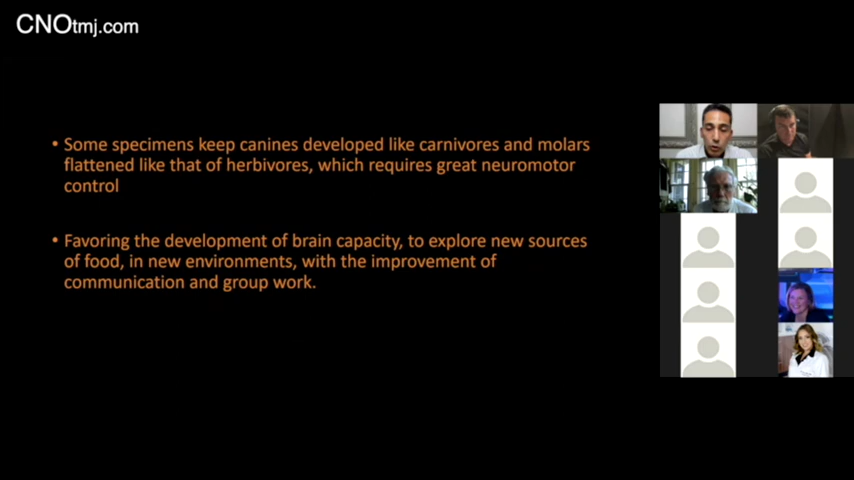 CNOtmj.com
• Some specimens keep canines developed like carnivores and molars
flattened like that of herbivores, which requires great neuromotor
control
• Favoring the development of brain capacity, to explore new sources
of food, in new environments, with the improvement of
communication and group work.